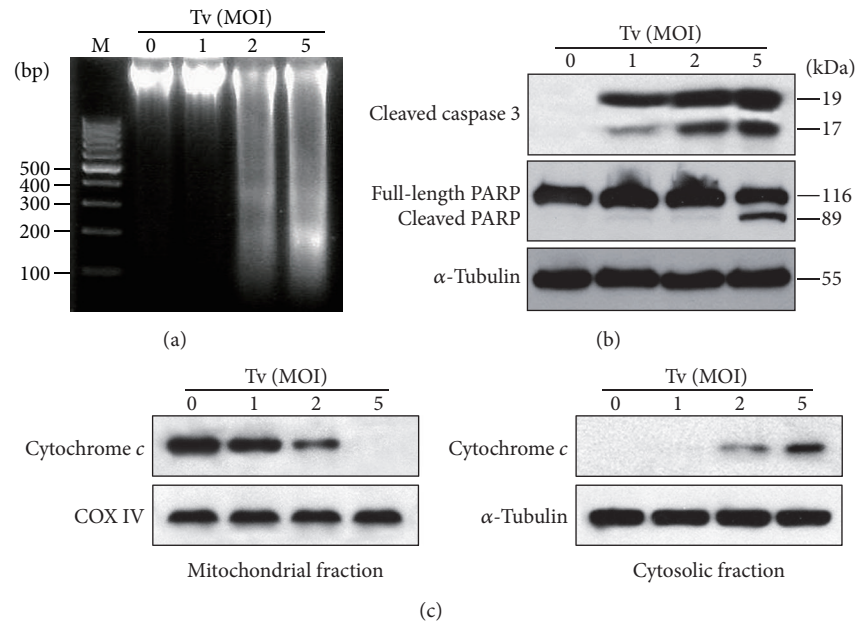 Tv (MOI)
M 0 1 2 5
(bp)
500
400
300
200
100
(a)
Tv (MOI)
0 1 2 5 (kDa)
Cleaved caspase 3 19
17
Full-length PARP 116
Cleaved PARP 89
α-Tubulin 55
(b)
Tv (MOI)
0 1 2 5
Cytochrome c
COX IV
Mitochondrial fraction
Tv (MOI)
0 1 2 5
Cytochrome c
α-Tubulin
Cytosolic fraction
(c)